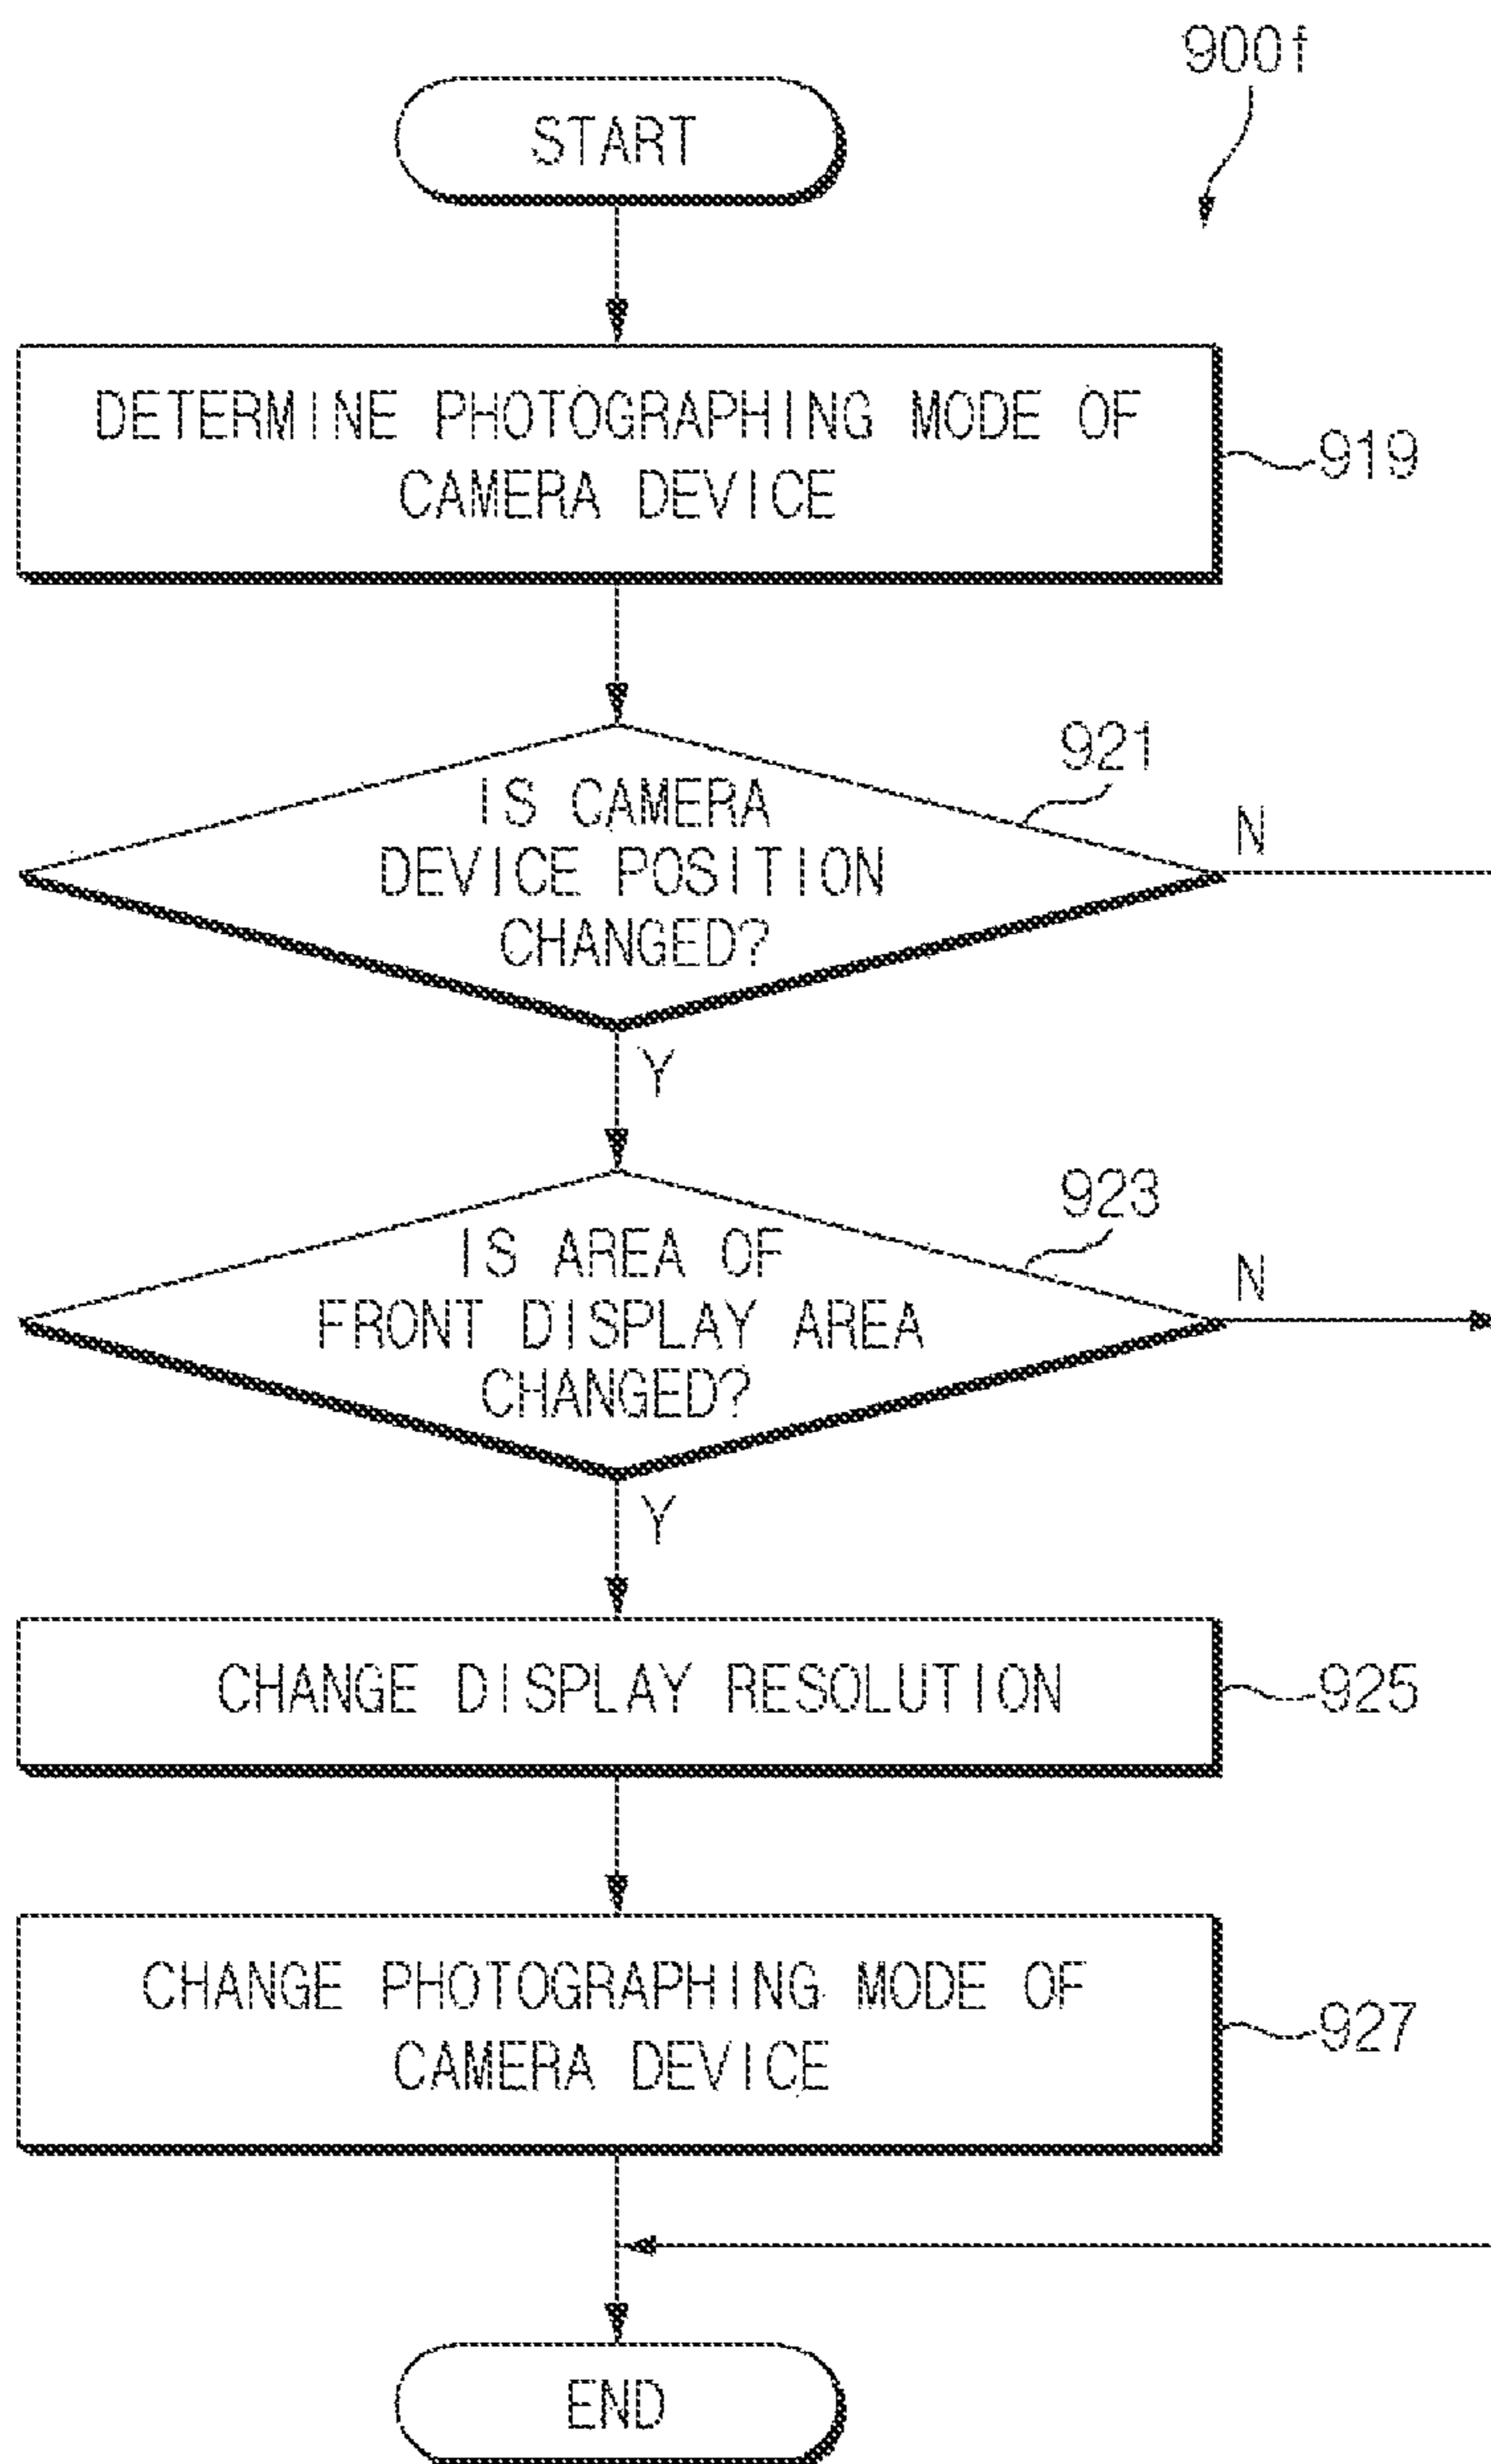 900f
START
DETERMINE PHOTOGRAPHING MODE OF
CAMERA DEVICE
919
921
IS CAMERA
DEVICE POSITION
CHANGED?
N
Y
923
IS AREA OF
FRONT DISPLAY AREA
CHANGED?
N
Y
CHANGE DISPLAY RESOLUTION
925
CHANGE PHOTOGRAPHING MODE OF
CAMERA DEVICE
927
END